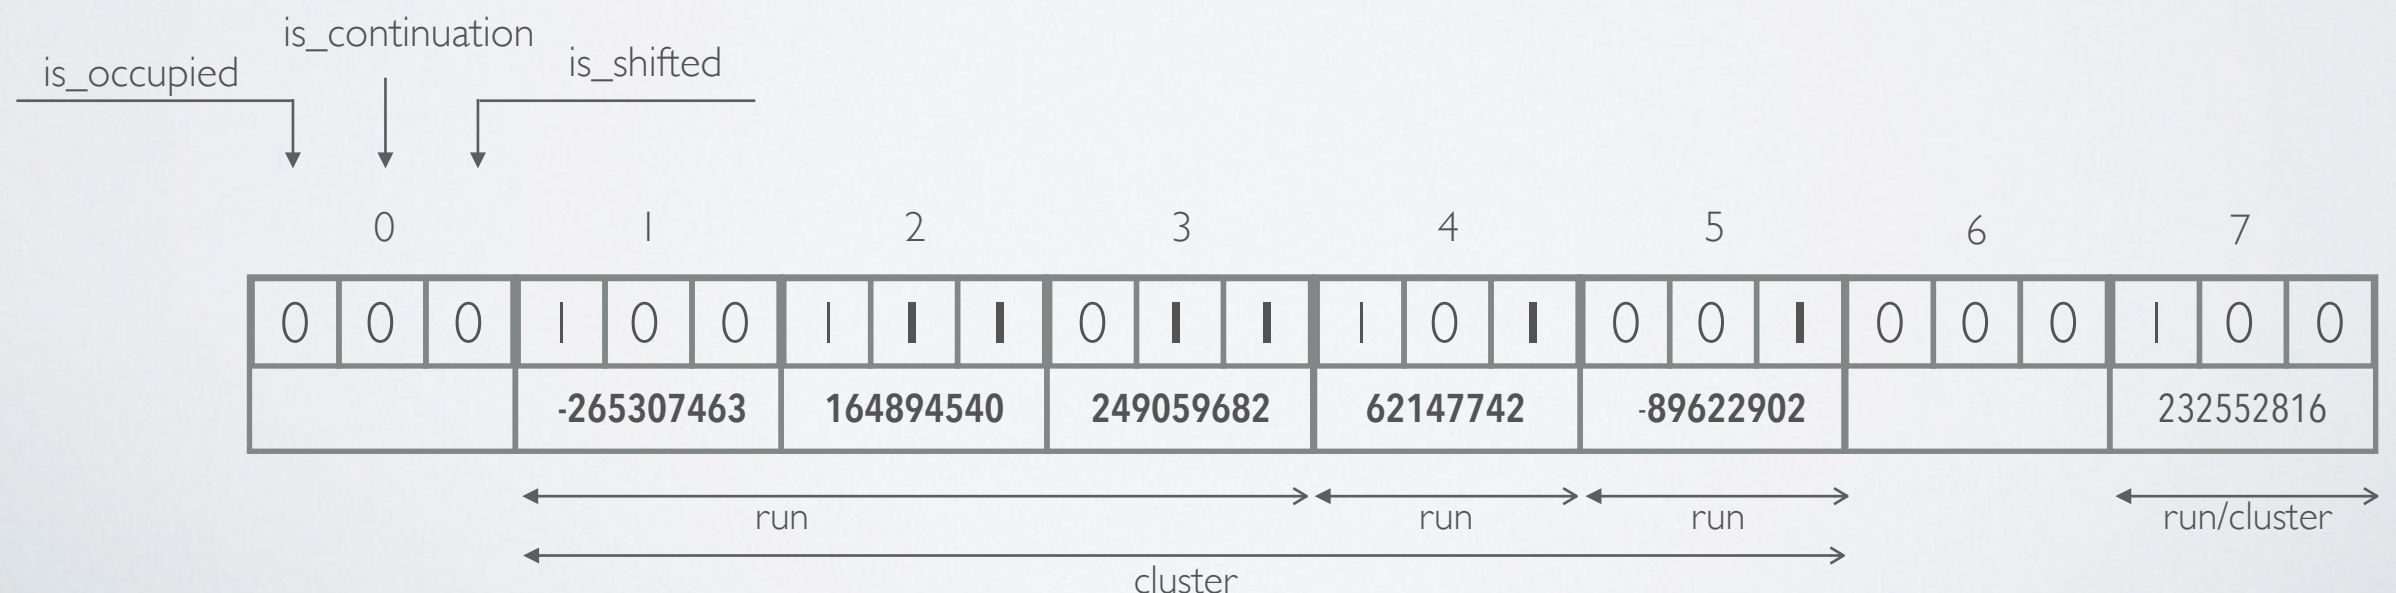 is_continuation
is_occupied
is_shifted
0 1 2 3 4 5 6 7
0 0 0 1 0 0 1 1 1 0 1 1 1 0 1 0 0 1 0 0 0 1 0 0
-265307463 164894540 249059682 62147742 -89622902 232552816
run run run run/cluster
cluster